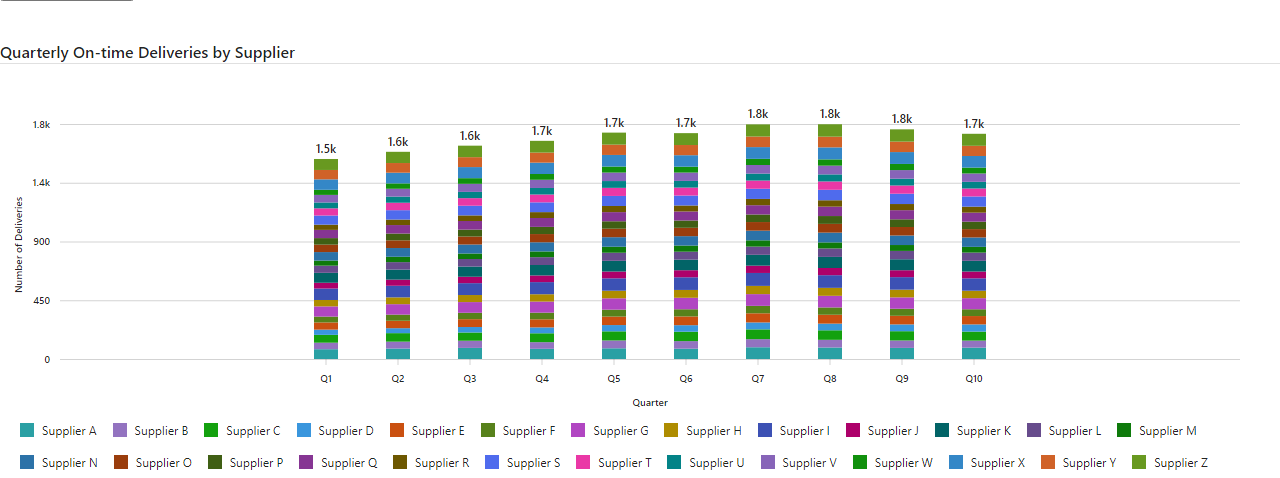 Quarterly On-time Deliveries by Supplier
1.5k 1.6k 1.6k 1.7k 1.7k 1.7k 1.8k 1.8k 1.8k 1.7k
1.8k
1.4k
900
450
0
Number of Deliveries
Q1 Q2 Q3 Q4 Q5 Q6 Q7 Q8 Q9 Q10
Quarter
Supplier A Supplier B Supplier C Supplier D Supplier E Supplier F Supplier G Supplier H Supplier I Supplier J Supplier K Supplier L Supplier M
Supplier N Supplier O Supplier P Supplier Q Supplier R Supplier S Supplier T Supplier U Supplier V Supplier W Supplier X Supplier Y Supplier Z